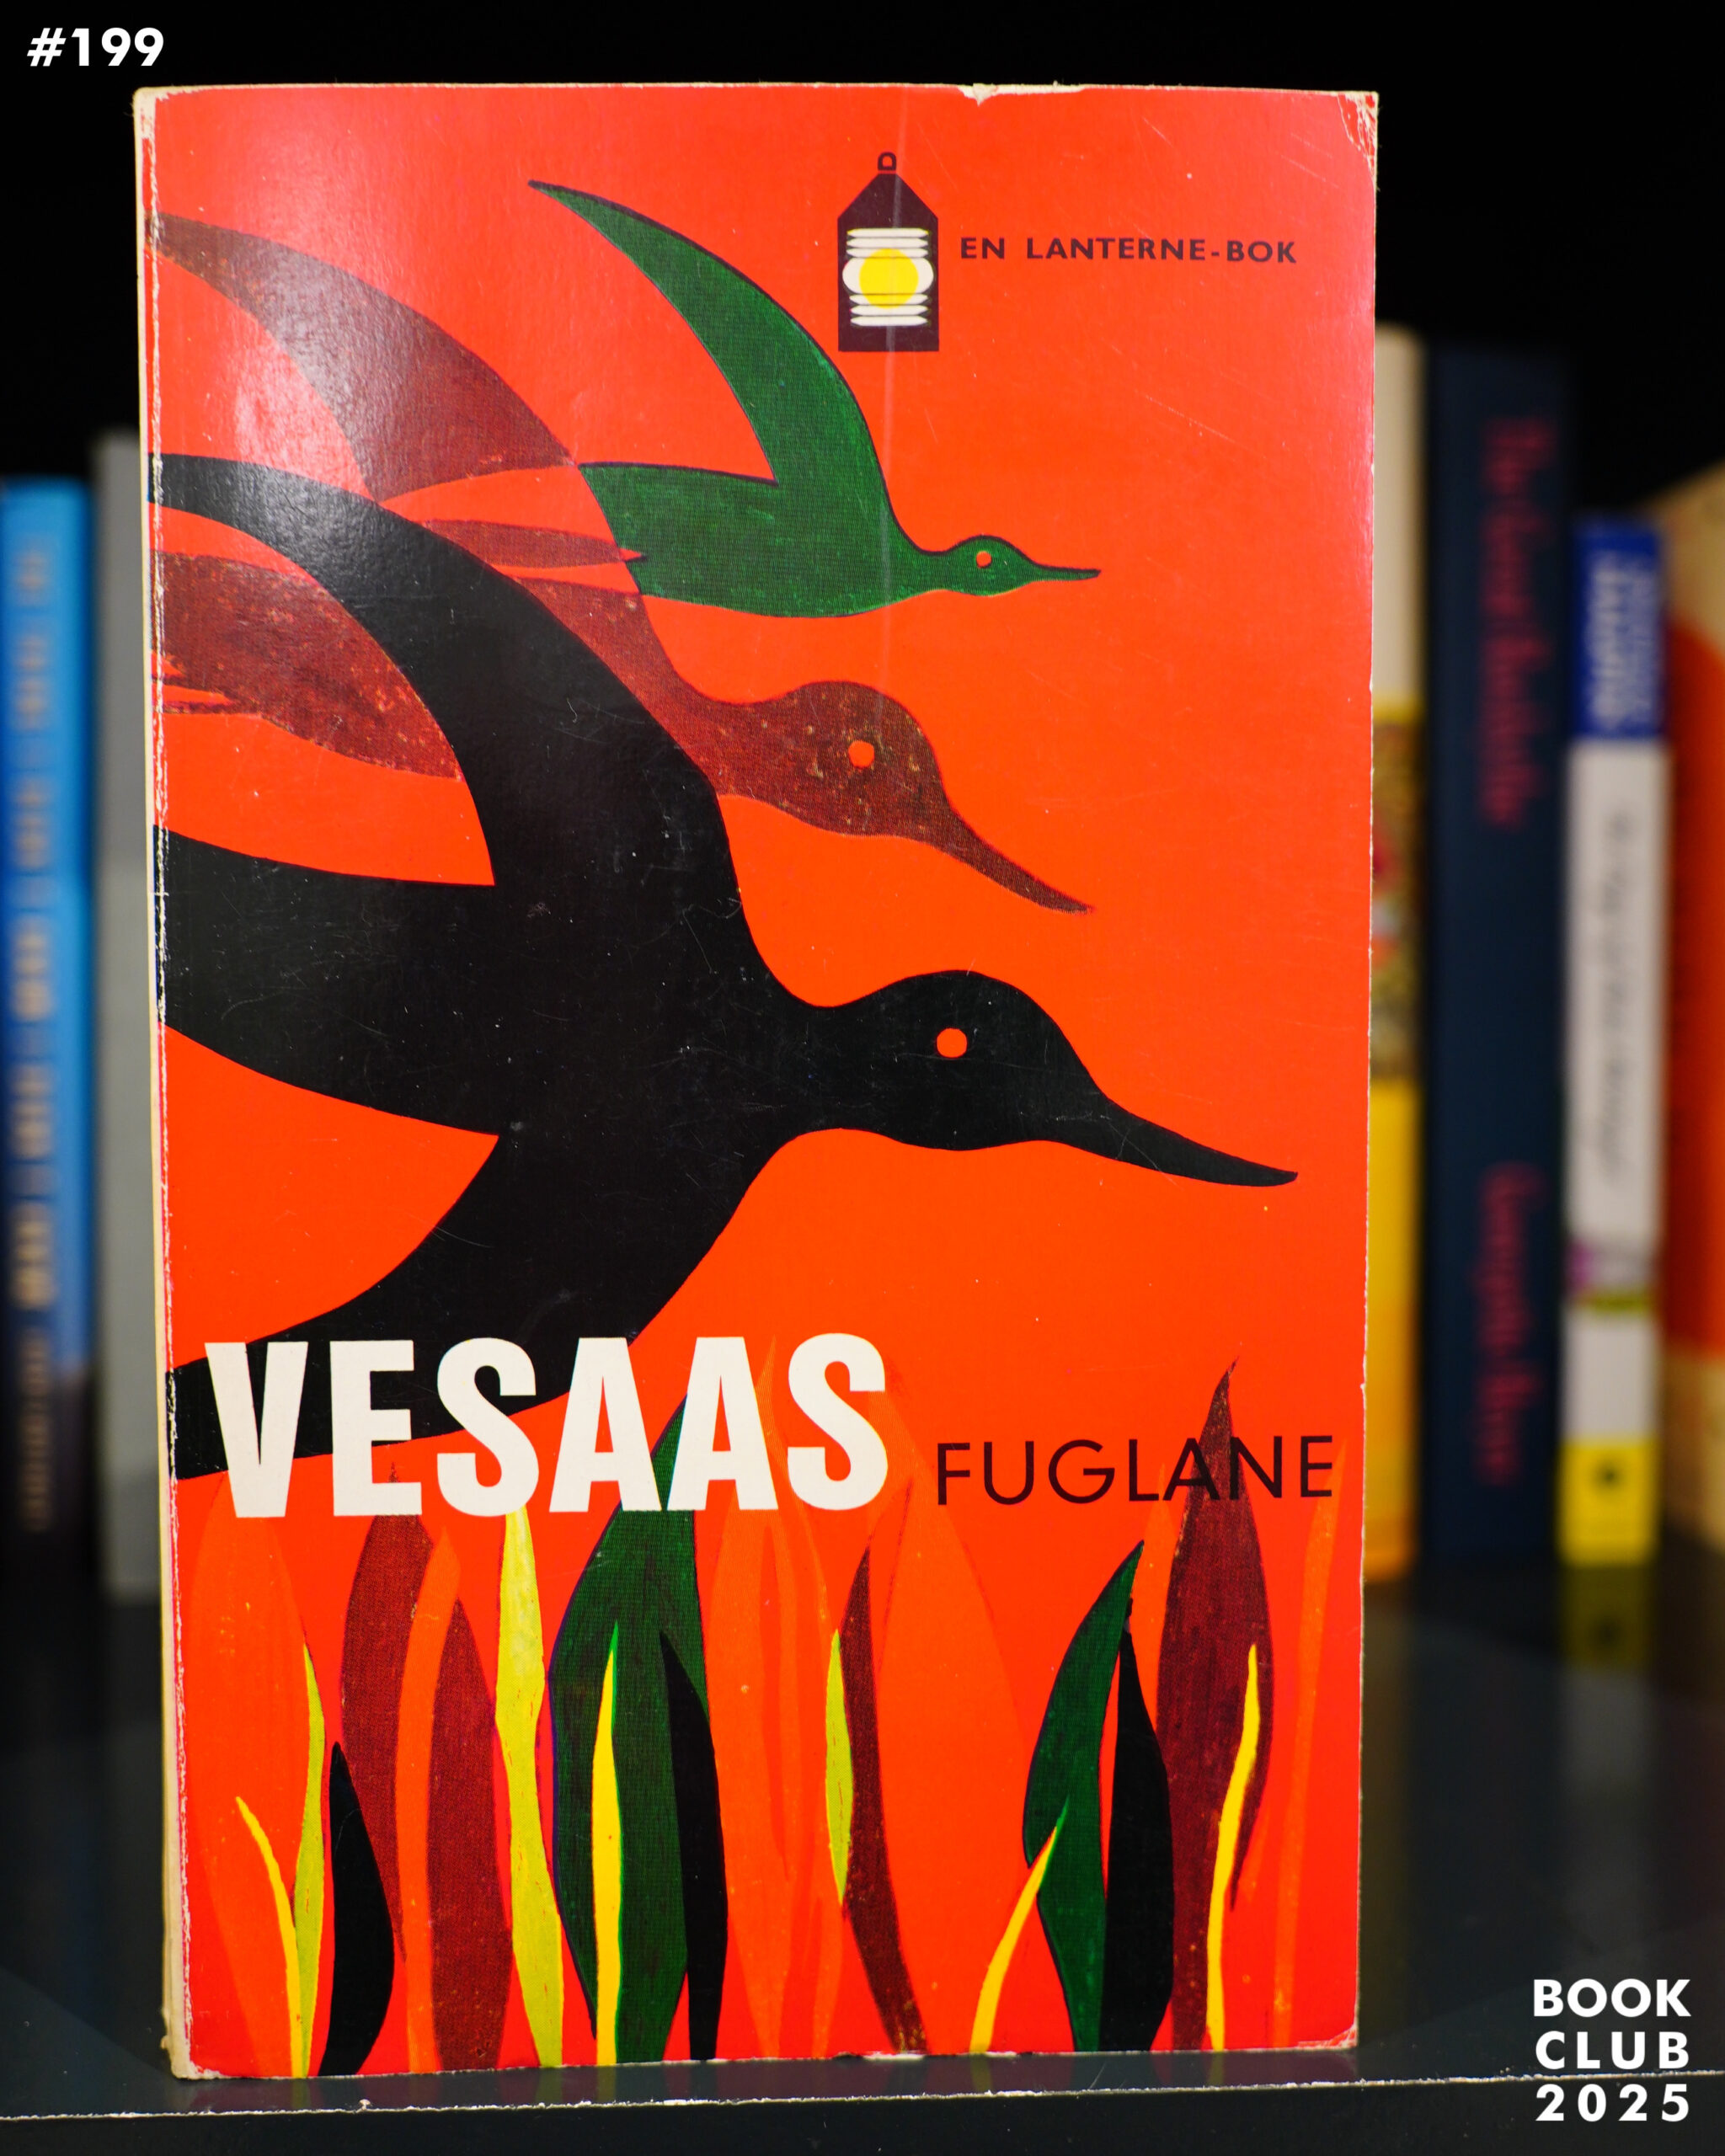 #199
EN LANTERNE-BOK
VESAAS FUGLANE
BOOK
CLUB
2025